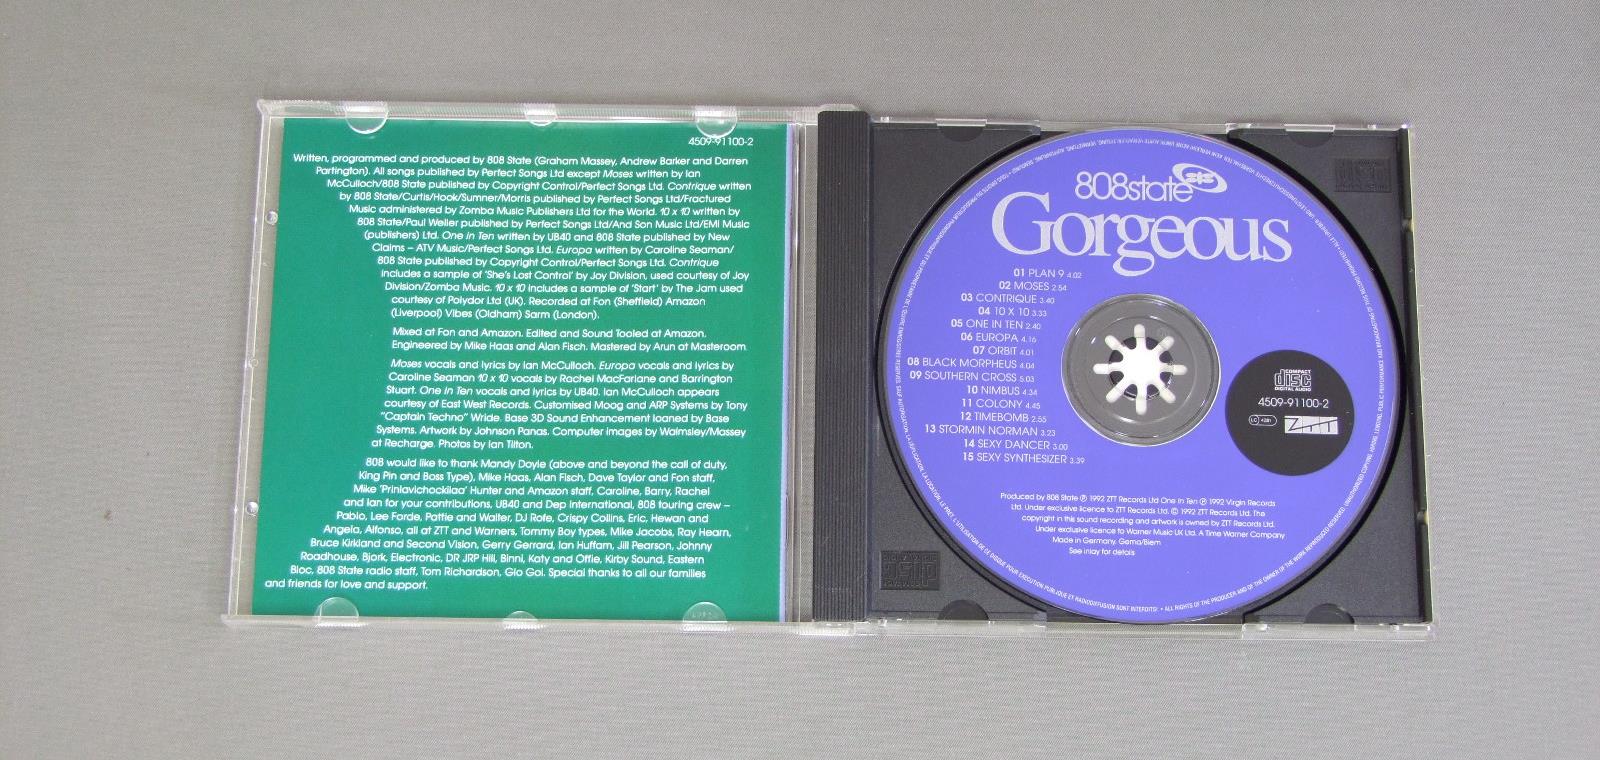 4509-91100-2
Written, programmed and produced by 808 State (Graham Massey, Andrew Barker and Darren
Partington). All songs published by Perfect Songs Ltd except Moses written by Ian
McCulloch/808 State published by Copyright Control/Perfect Songs Ltd. Contrique written
by 808 State/Curtis/Hook/Sumner/Morris published by Perfect Songs Ltd/Fractured
Music administered by Zomba Music Publishers Ltd for the World. 10 x 10 written by
808 State/Paul Weller published by Perfect Songs Ltd/And Son Music Ltd/EMI Music
(publishers) Ltd. One in Ten written by UB40 and 808 State published by New
Claims – ATV Music/Perfect Songs Ltd. Europa written by Caroline Seaman/
808 State published by Copyright Control/Perfect Songs Ltd. Contrique
includes a sample of 'She's Lost Control' by Joy Division, used courtesy of Joy
Division/Zomba Music. 10 x 10 includes a sample of 'Start' by The Jam used
courtesy of Polydor Ltd (UK). Recorded at Fon (Sheffield) Amazon
(Liverpool) Vibes (Oldham) Sarm (London).
Mixed at Fon and Amazon. Edited and Sound Tooled at Amazon.
Engineered by Mike Haas and Alan Fisch. Mastered by Arun at Masteroom
Moses vocals and lyrics by Ian McCulloch. Europa vocals and lyrics by
Caroline Seaman 10 x 10 vocals by Rachel MacFarlane and Barrington
Stuart. One In Ten vocals and lyrics by UB40. Ian McCulloch appears
courtesy of East West Records. Customised Moog and ARP Systems by Tony
"Captain Techno" Wride. Base 3D Sound Enhancement loaned by Base
Systems. Artwork by Johnson Panas. Computer images by Walmsley/Massey
at Recharge. Photos by Ian Tilton.
808 would like to thank Mandy Doyle (above and beyond the call of duty,
King Pin and Boss Type), Mike Haas, Alan Fisch, Dave Taylor and Fon staff,
Mike 'Prinlavichockilaa' Hunter and Amazon staff, Caroline, Barry, Rachel
and Ian for your contributions, UB40 and Dep International, 808 touring crew –
Pablo, Lee Forde, Pattie and Walter, DJ Rofe, Crispy Collins, Eric, Hewan and
Angela, Alfonso, all at ZTT and Warners, Tommy Boy types, Mike Jacobs, Ray Hearn,
Bruce Kirkland and Second Vision, Gerry Gerrard, Ian Huffam, Jill Pearson, Johnny
Roadhouse, Bjork, Electronic, DR JRP Hill, Binni, Katy and Offie, Kirby Sound, Eastern
Bloc, 808 State radio staff, Tom Richardson, Glo Goi. Special thanks to all our families
and friends for love and support.
808state
Gorgeous
01 PLAN 9 4.02
02 MOSES 2.54
03 CONTRIQUE 3.40
04 10 X 10 3.33
05 ONE IN TEN 2.40
06 EUROPA 4.16
07 ORBIT 4.01
08 BLACK MORPHEUS 4.04
09 SOUTHERN CROSS 5.03
10 NIMBUS 4.34
11 COLONY 4.45
12 TIMEBOMB 2.55
13 STORMIN NORMAN 3.23
14 SEXY DANCER 3.00
15 SEXY SYNTHESIZER 3.39
COMPACT
disc
DIGITAL AUDIO
4509-91100-2
LC 4281
ZTT
Produced by 808 State ℗ 1992 ZTT Records Ltd One In Ten ℗ 1992 Virgin Records
Ltd. Under exclusive licence to ZTT Records Ltd. © 1992 ZTT Records Ltd. The
copyright in this sound recording and artwork is owned by ZTT Records Ltd.
Under exclusive licence to Warner Music UK Ltd. A Time Warner Company
Made in Germany. Gema/Biem
See inlay for details